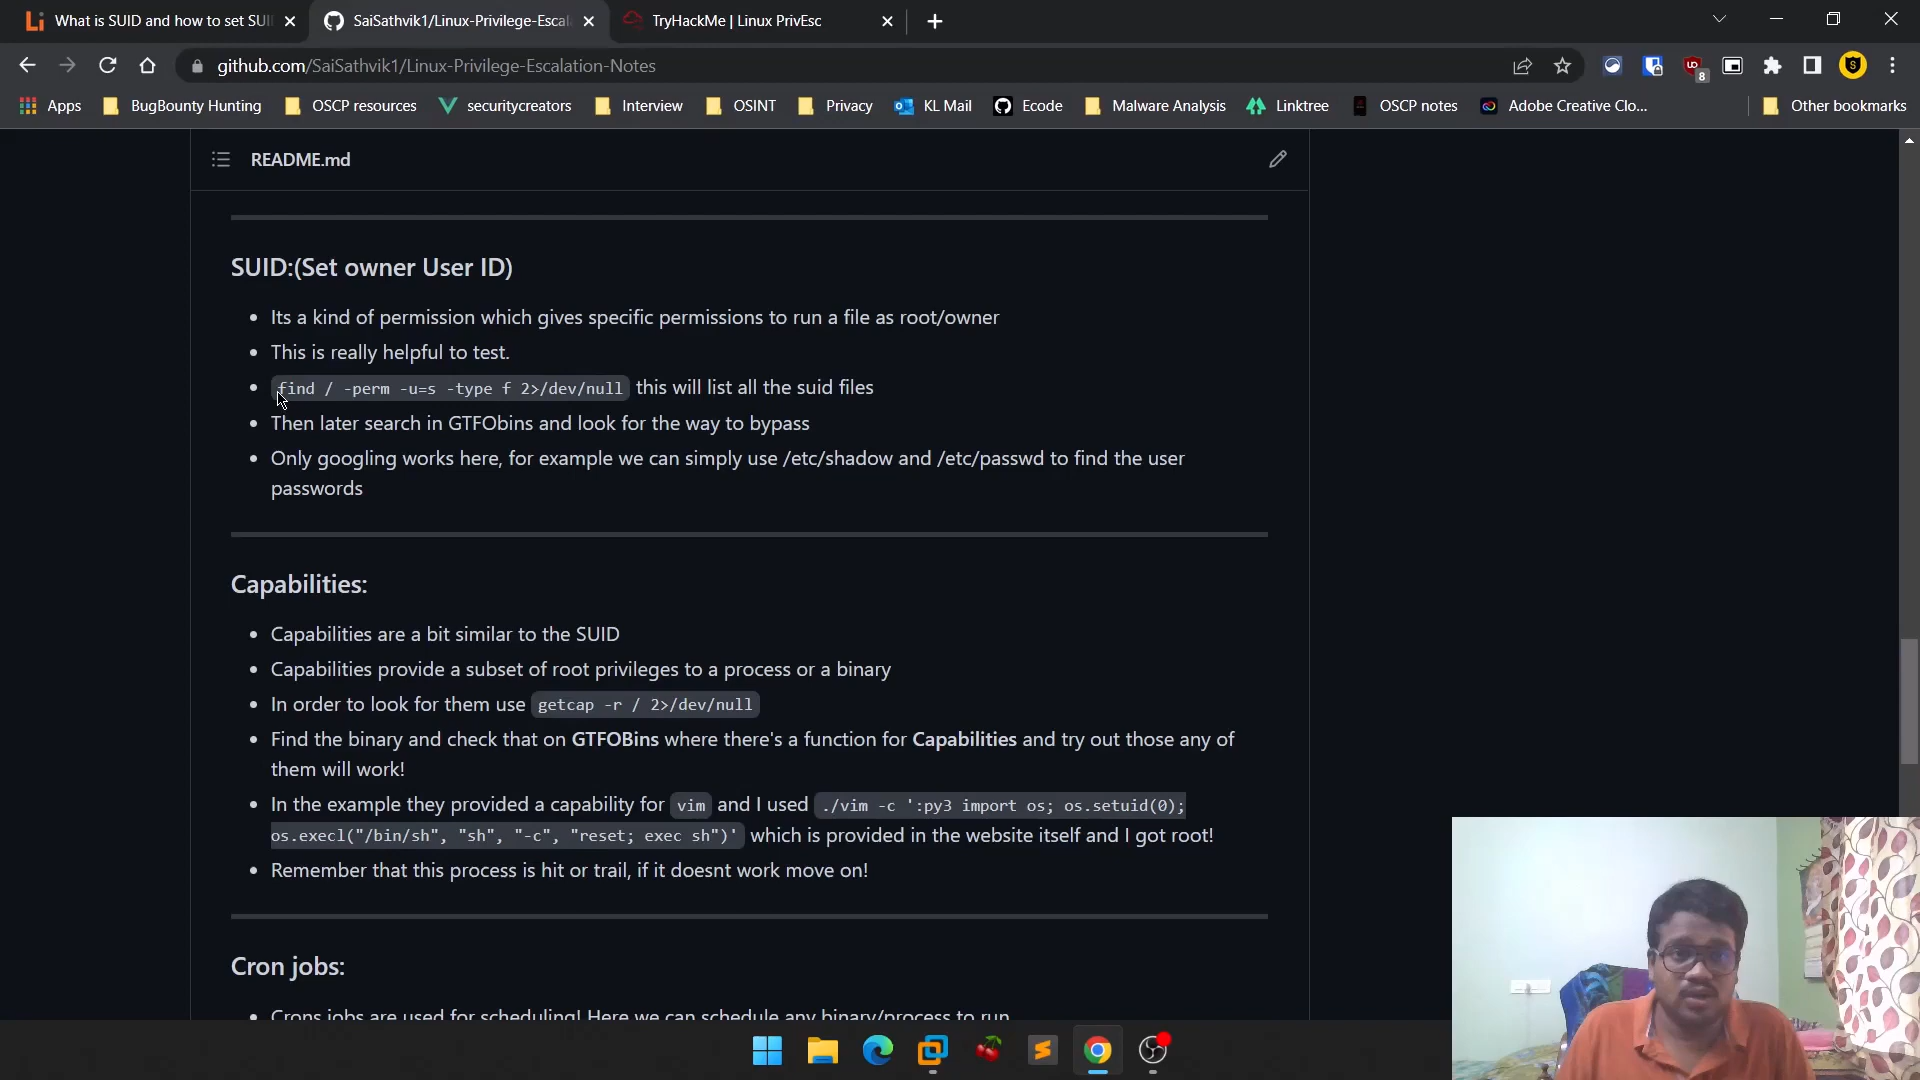 What is SUID and how to set SUI
SaiSathvik1/Linux-Privilege-Escala
TryHackMe | Linux PrivEsc
github.com/SaiSathvik1/Linux-Privilege-Escalation-Notes
8
Apps BugBounty Hunting OSCP resources securitycreators Interview OSINT Privacy KL Mail Ecode Malware Analysis Linktree OSCP notes Adobe Creative Clo... Other bookmarks
README.md
SUID:(Set owner User ID)
Its a kind of permission which gives specific permissions to run a file as root/owner
This is really helpful to test.
find / -perm -u=s -type f 2>/dev/null this will list all the suid files
Then later search in GTFObins and look for the way to bypass
Only googling works here, for example we can simply use /etc/shadow and /etc/passwd to find the user
passwords
Capabilities:
Capabilities are a bit similar to the SUID
Capabilities provide a subset of root privileges to a process or a binary
In order to look for them use getcap -r / 2>/dev/null
Find the binary and check that on GTFOBins where there's a function for Capabilities and try out those any of
them will work!
In the example they provided a capability for vim and I used ./vim -c ':py3 import os; os.setuid(0);
os.execl("/bin/sh", "sh", "-c", "reset; exec sh")' which is provided in the website itself and I got root!
Remember that this process is hit or trail, if it doesnt work move on!
Cron jobs:
Crons jobs are used for scheduling! Here we can schedule any binary/process to run